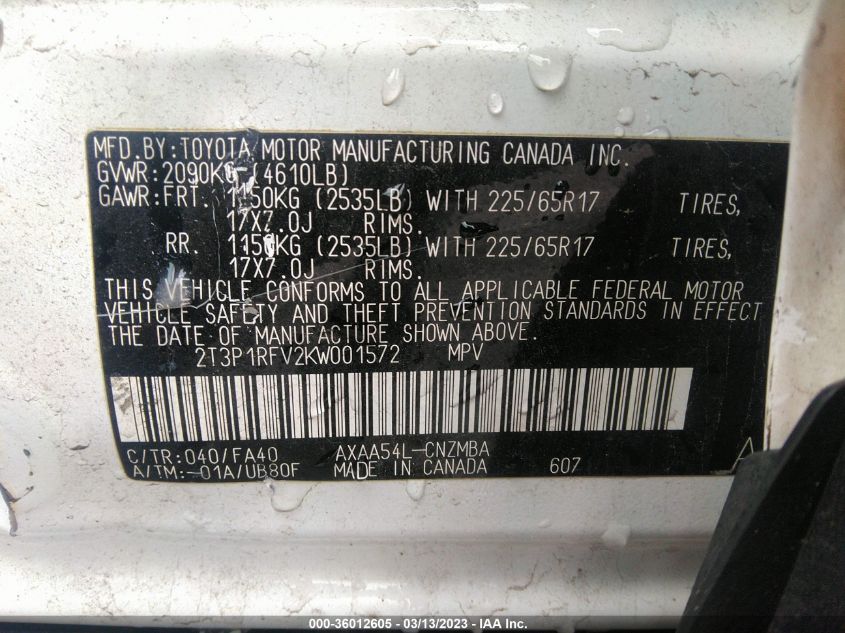 MFD.BY:TOYOTA MOTOR MANUFACTURING CANADA INC.
GVWR:2090KG (4610LB)
GAWR:FRT. 1150KG (2535LB) WITH 225/65R17 TIRES,
17X7.0J RIMS.
RR. 1150KG (2535LB) WITH 225/65R17 TIRES,
17X7.0J RIMS.
THIS VEHICLE CONFORMS TO ALL APPLICABLE FEDERAL MOTOR
VEHICLE SAFETY AND THEFT PREVENTION STANDARDS IN EFFECT
THE DATE OF MANUFACTURE SHOWN ABOVE.
2T3P1RFV2KW001572 MPV
C/TR:040/FA40 AXAA54L-CNZMBA
A/TM:-01A/UB80F MADE IN CANADA 607 A
000-36012605 - 03/13/2023 - IAA Inc.